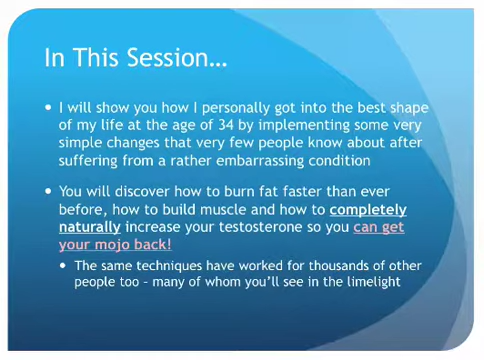 In This Session…
I will show you how I personally got into the best shape
of my life at the age of 34 by implementing some very
simple changes that very few people know about after
suffering from a rather embarrassing condition
You will discover how to burn fat faster than ever
before, how to build muscle and how to completely
naturally increase your testosterone so you can get
your mojo back!
The same techniques have worked for thousands of other
people too – many of whom you'll see in the limelight